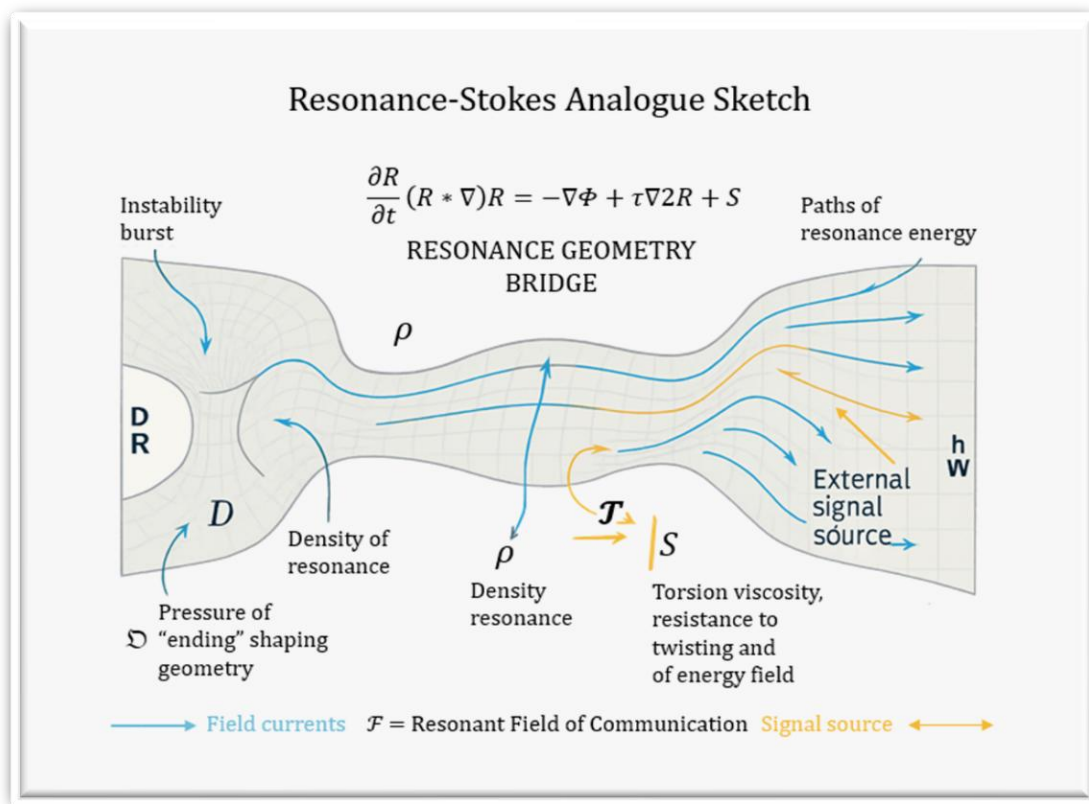 Resonance-Stokes Analogue Sketch
∂R/∂t (R * ∇)R = −∇Φ + τ∇2R + S
RESONANCE GEOMETRY
BRIDGE
Instability
burst
Paths of
resonance energy
ρ
D
R
D
h
W
External
signal
source
Density of
resonance
𝒯
S
ρ
Density
resonance
Torsion viscosity,
resistance to
twisting and
of energy field
Pressure of
𝔇 “ending” shaping
geometry
Field currents ℱ = Resonant Field of Communication Signal source